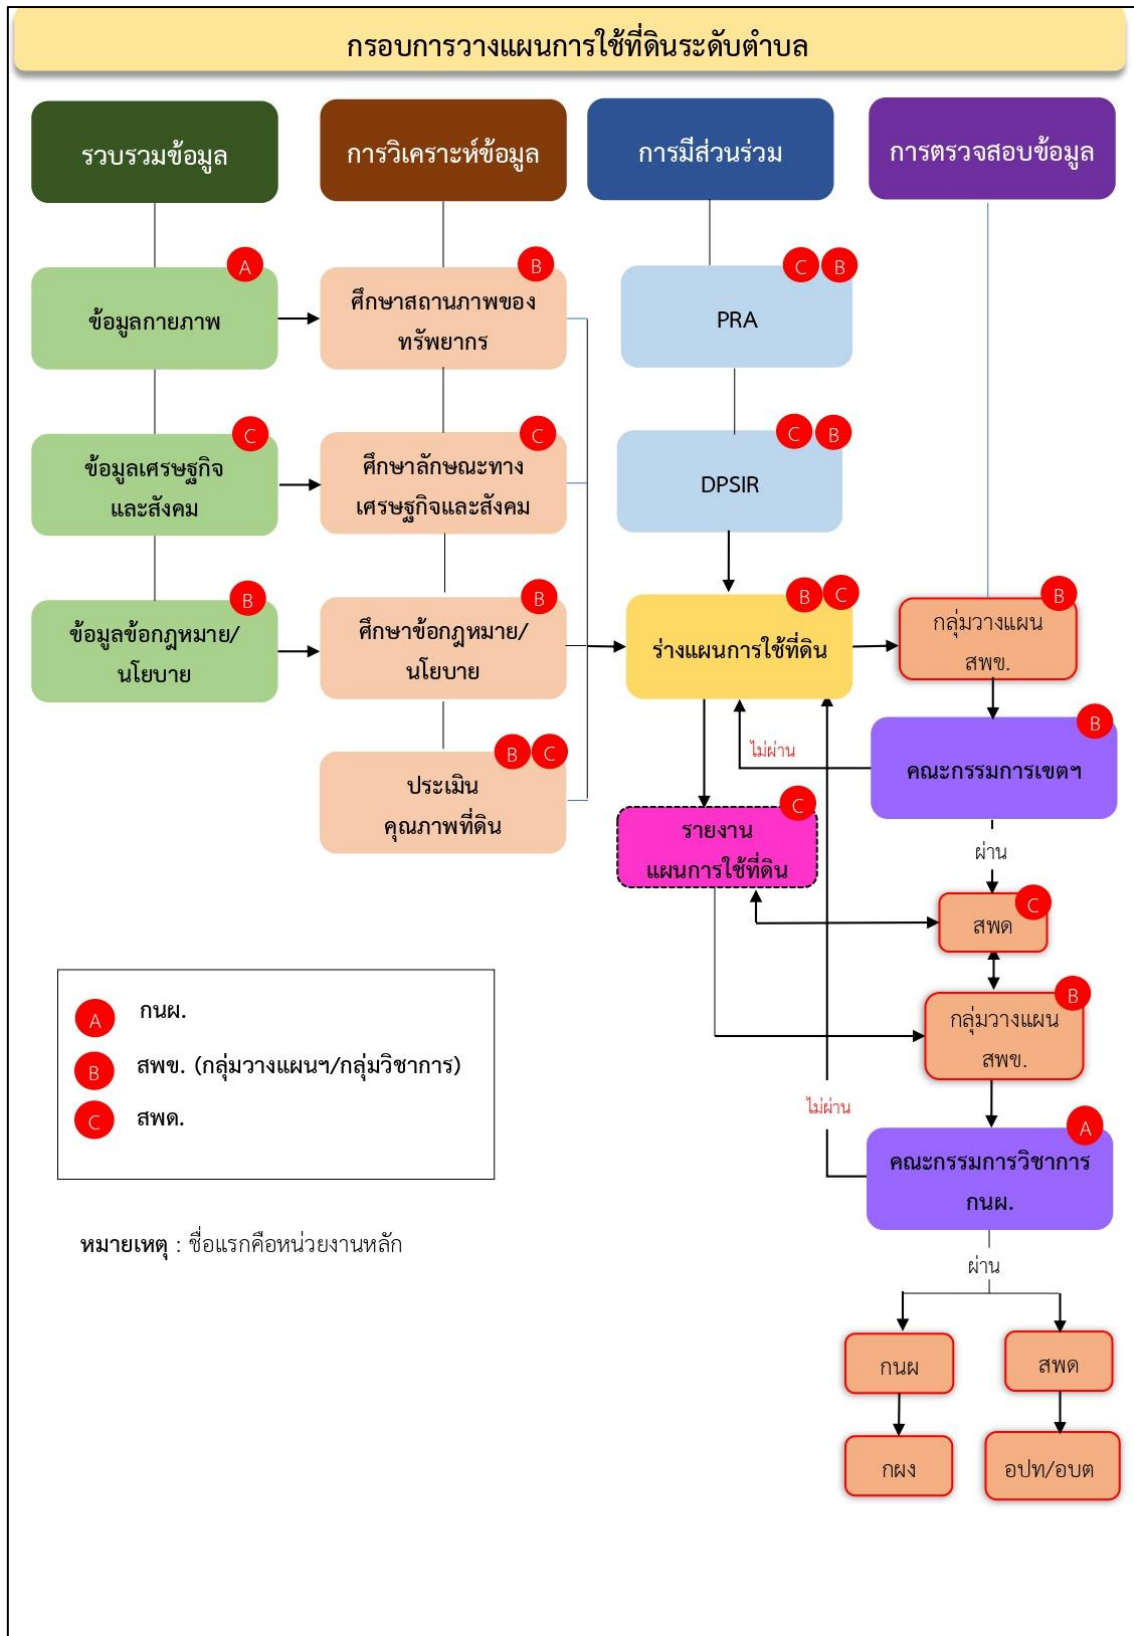 กรอบการวางแผนการใช้ที่ดินระดับตำบล
รวบรวมข้อมูล
การวิเคราะห์ข้อมูล
การมีส่วนร่วม
การตรวจสอบข้อมูล
A
ข้อมูลกายภาพ
B
ศึกษาสถานภาพของ
ทรัพยากร
C B
PRA
C
ข้อมูลเศรษฐกิจ
และสังคม
C
ศึกษาลักษณะทาง
เศรษฐกิจและสังคม
C B
DPSIR
B
ข้อมูลข้อกฎหมาย/
นโยบาย
B
ศึกษาข้อกฎหมาย/
นโยบาย
B C
ร่างแผนการใช้ที่ดิน
B
กลุ่มวางแผน
สพข.
B C
ประเมิน
คุณภาพที่ดิน
ไม่ผ่าน
B
คณะกรรมการเขตฯ
C
รายงาน
แผนการใช้ที่ดิน
ผ่าน
C
สพด
B
กลุ่มวางแผน
สพข.
A กนผ.
B สพข. (กลุ่มวางแผนฯ/กลุ่มวิชาการ)
C สพด.
ไม่ผ่าน
A
คณะกรรมการวิชาการ
กนผ.
หมายเหตุ : ชื่อแรกคือหน่วยงานหลัก
ผ่าน
กนผ
สพด
กผง
อปท/อบต